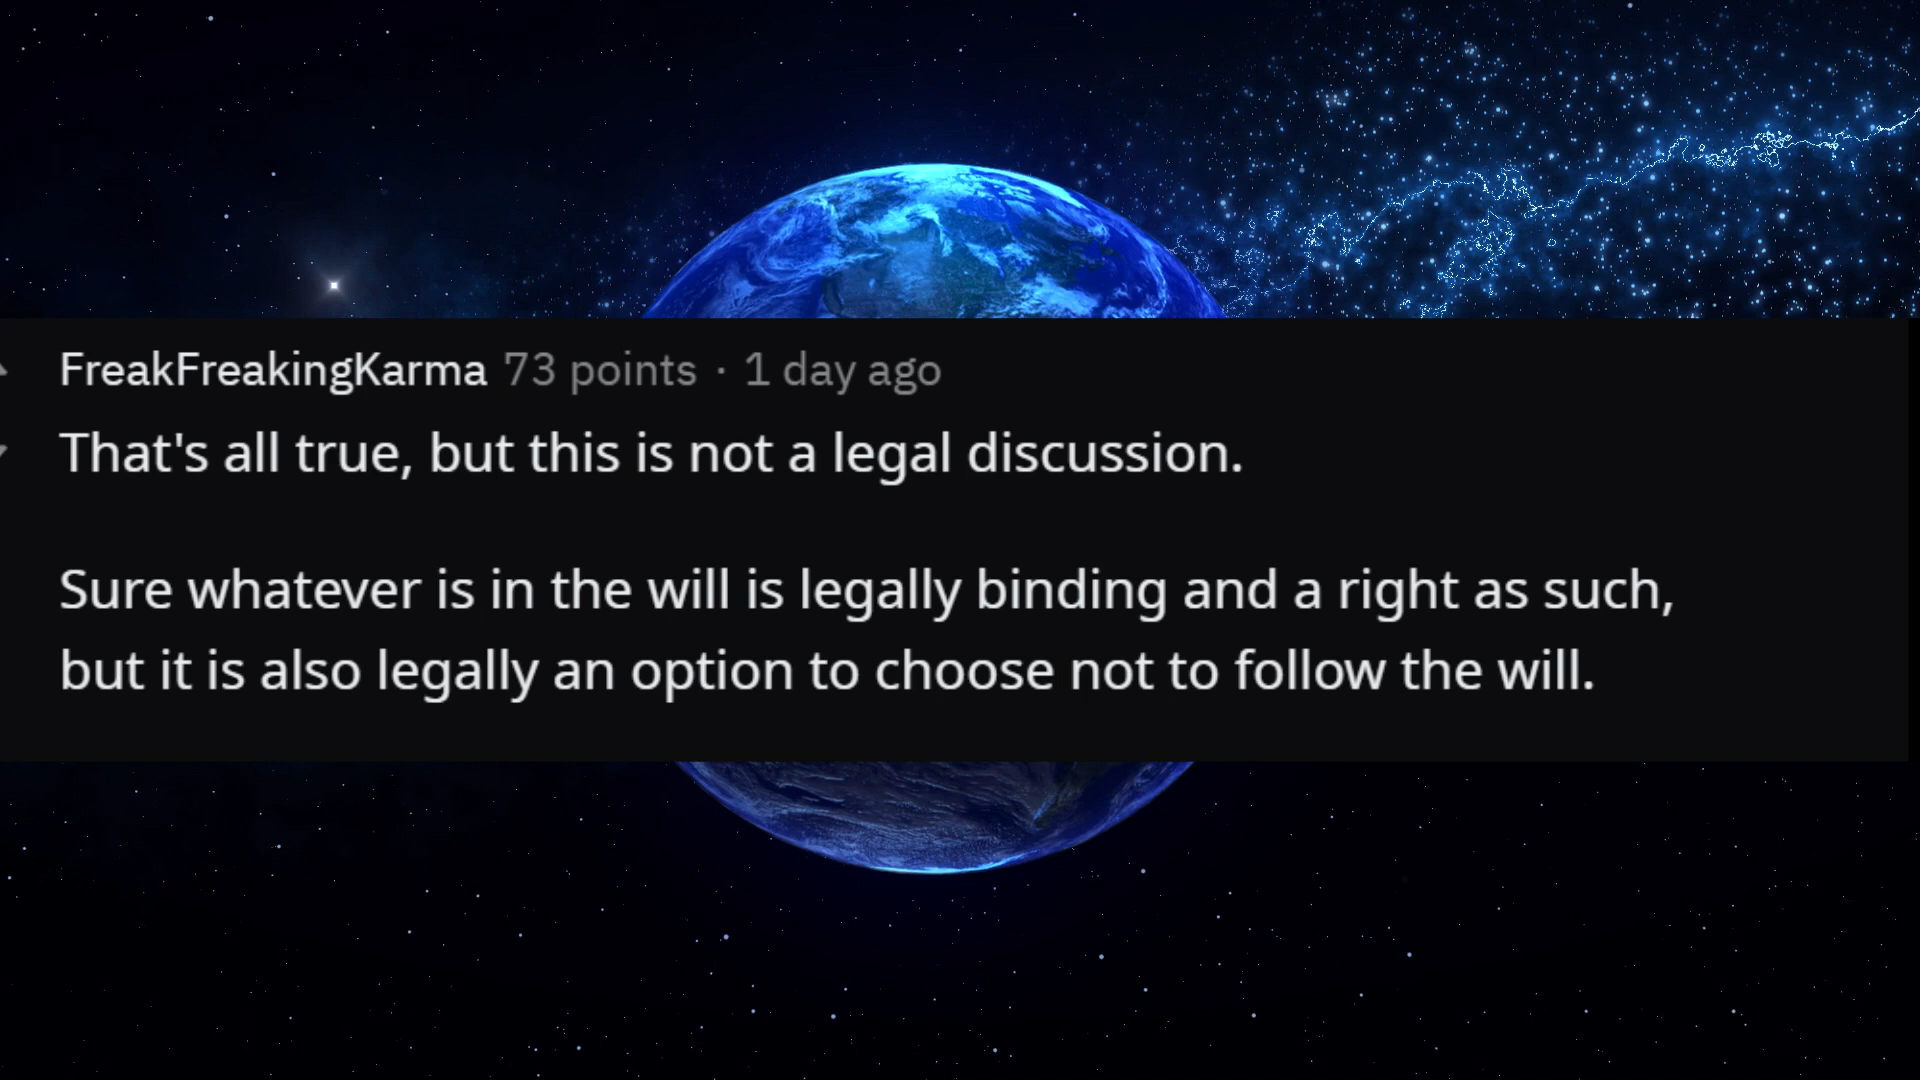 FreakFreakingKarma 73 points · 1 day ago
That's all true, but this is not a legal discussion.
Sure whatever is in the will is legally binding and a right as such,
but it is also legally an option to choose not to follow the will.